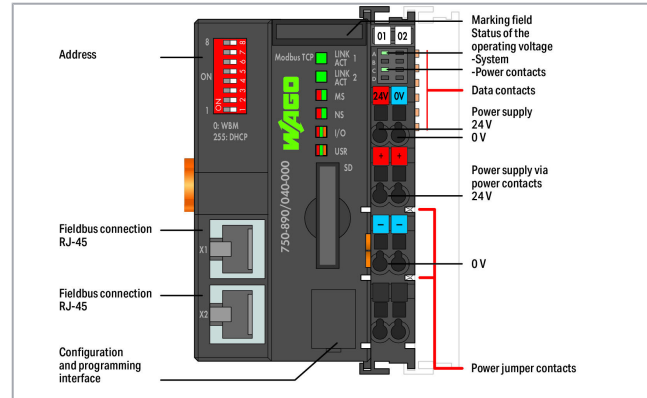 Address
8
ON
1
ON
1 2 3 4 5 6 7 8
0: WBM
255: DHCP
Fieldbus connection
RJ-45
X1
Fieldbus connection
RJ-45
X2
Configuration
and programming
interface
Modbus TCP
LINK
ACT 1
LINK
ACT 2
MS
NS
I/O
USR
SD
WAGO
750-890/040-000
01 02
A
B
C
D
24V 0V
+ +
− −
Marking field
Status of the
operating voltage
-System
-Power contacts
Data contacts
Power supply
24 V
0 V
Power supply via
power contacts
24 V
0 V
Power jumper contacts